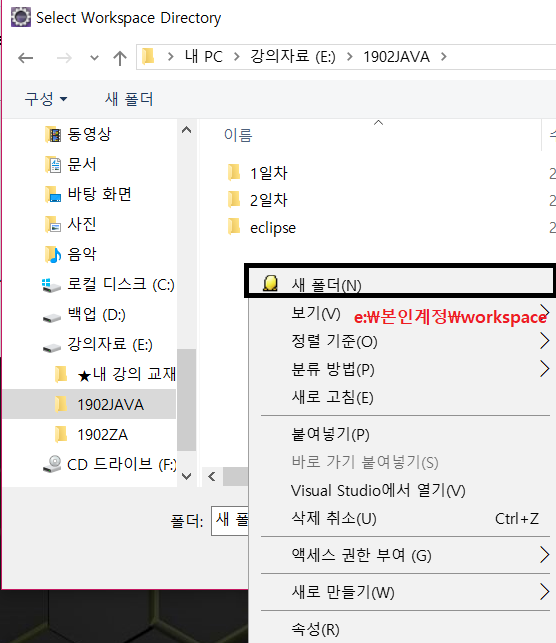 Select Workspace Directory
내 PC > 강의자료 (E:) > 1902JAVA >
구성 새 폴더
동영상
문서
바탕 화면
사진
음악
로컬 디스크 (C:)
백업 (D:)
강의자료 (E:)
★내 강의 교재
1902JAVA
1902ZA
CD 드라이브 (F:)
이름
1일차
2일차
eclipse
폴더: 새 폴
새 폴더(N)
보기(V)
e:\본인계정\workspace
정렬 기준(O)
분류 방법(P)
새로 고침(E)
붙여넣기(P)
바로 가기 붙여넣기(S)
Visual Studio에서 열기(V)
삭제 취소(U) Ctrl+Z
액세스 권한 부여 (G)
새로 만들기(W)
속성(R)